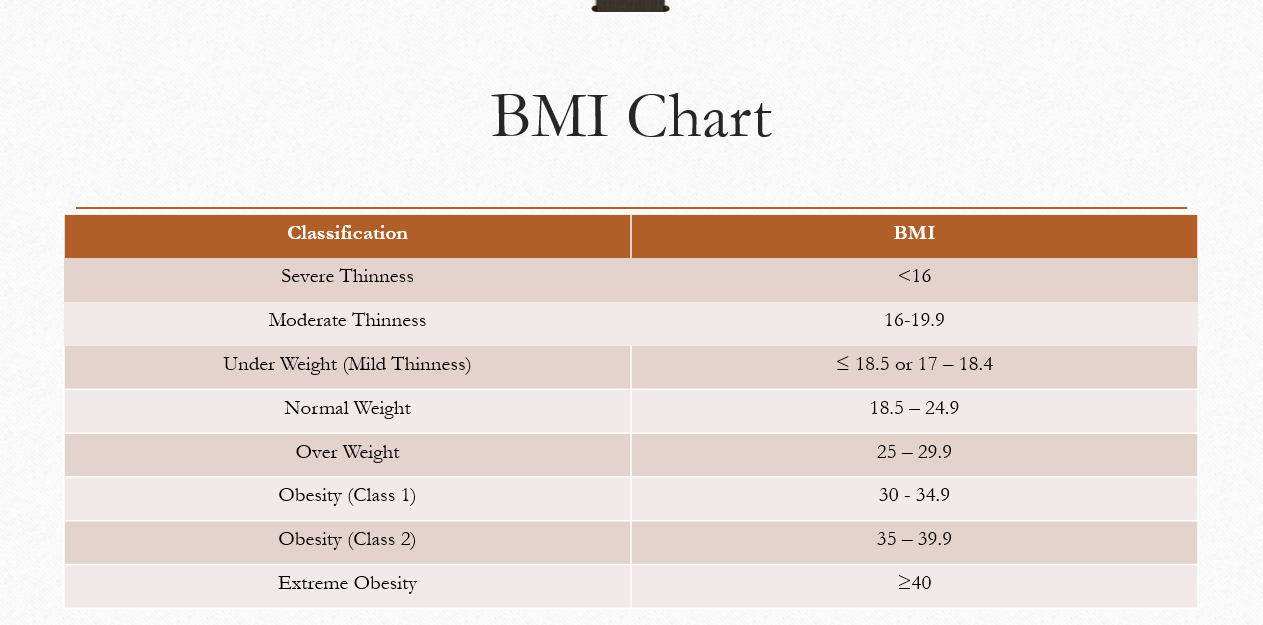 BMI Chart
Classification BMI
Severe Thinness <16
Moderate Thinness 16-19.9
Under Weight (Mild Thinness) ≤ 18.5 or 17 – 18.4
Normal Weight 18.5 – 24.9
Over Weight 25 – 29.9
Obesity (Class 1) 30 - 34.9
Obesity (Class 2) 35 – 39.9
Extreme Obesity ≥40